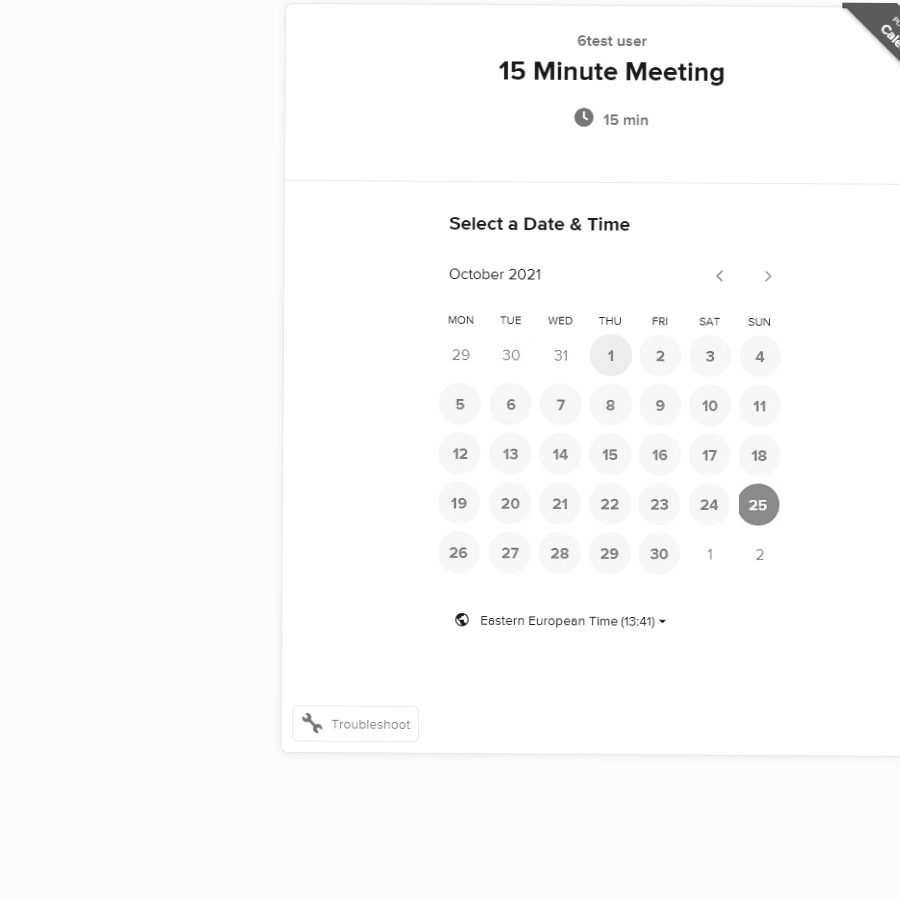 6test user
15 Minute Meeting
15 min
Select a Date & Time
October 2021
MON TUE WED THU FRI SAT SUN
29 30 31 1 2 3 4
5 6 7 8 9 10 11
12 13 14 15 16 17 18
19 20 21 22 23 24 25
26 27 28 29 30 1 2
Eastern European Time (13:41)
Troubleshoot